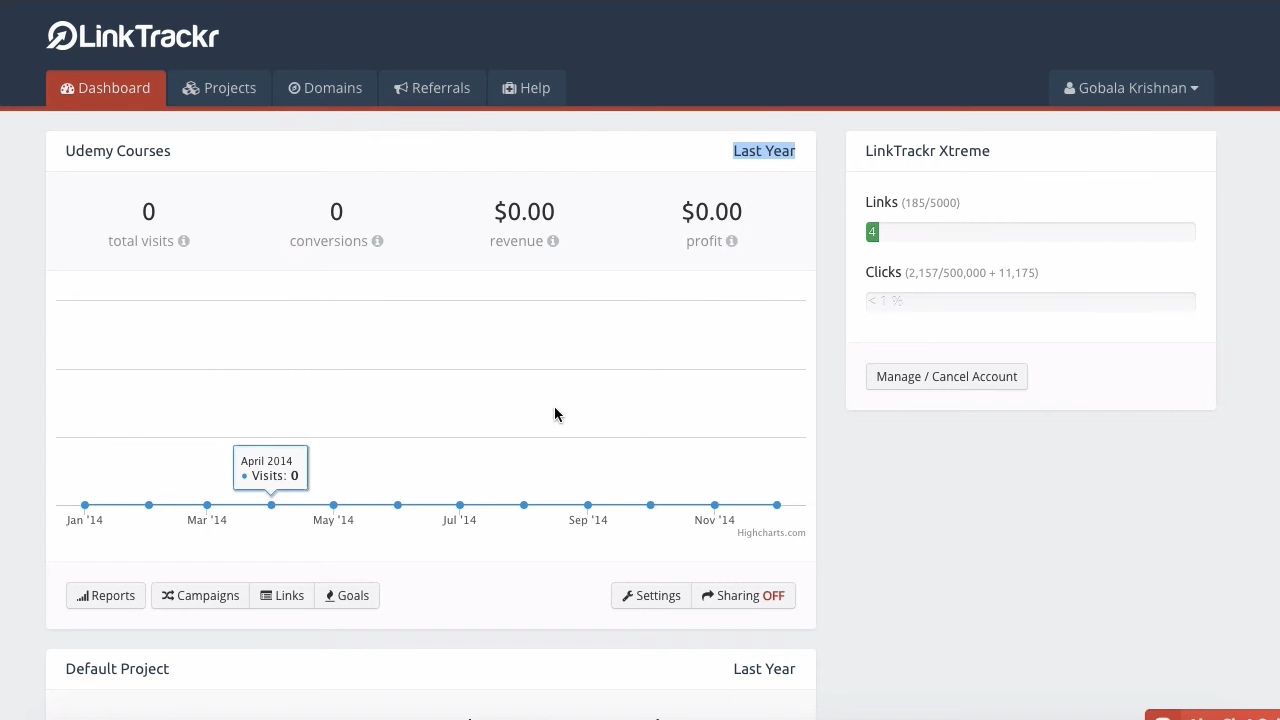 LinkTrackr
Dashboard
Projects
Domains
Referrals
Help
Gobala Krishnan
Udemy Courses
Last Year
0
total visits
0
conversions
$0.00
revenue
$0.00
profit
April 2014
• Visits: 0
Jan '14
Mar '14
May '14
Jul '14
Sep '14
Nov '14
Highcharts.com
Reports
Campaigns
Links
Goals
Settings
Sharing OFF
Default Project
Last Year
LinkTrackr Xtreme
Links (185/5000)
4
Clicks (2,157/500,000 + 11,175)
< 1 %
Manage / Cancel Account